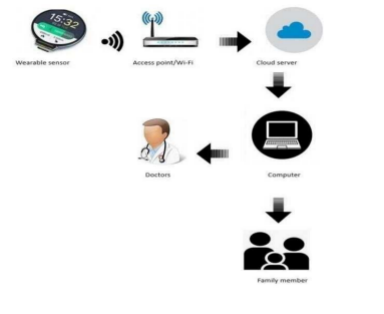 15:32
Wearable sensor
Access point/Wi-Fi
Cloud server
Doctors
Computer
Family member